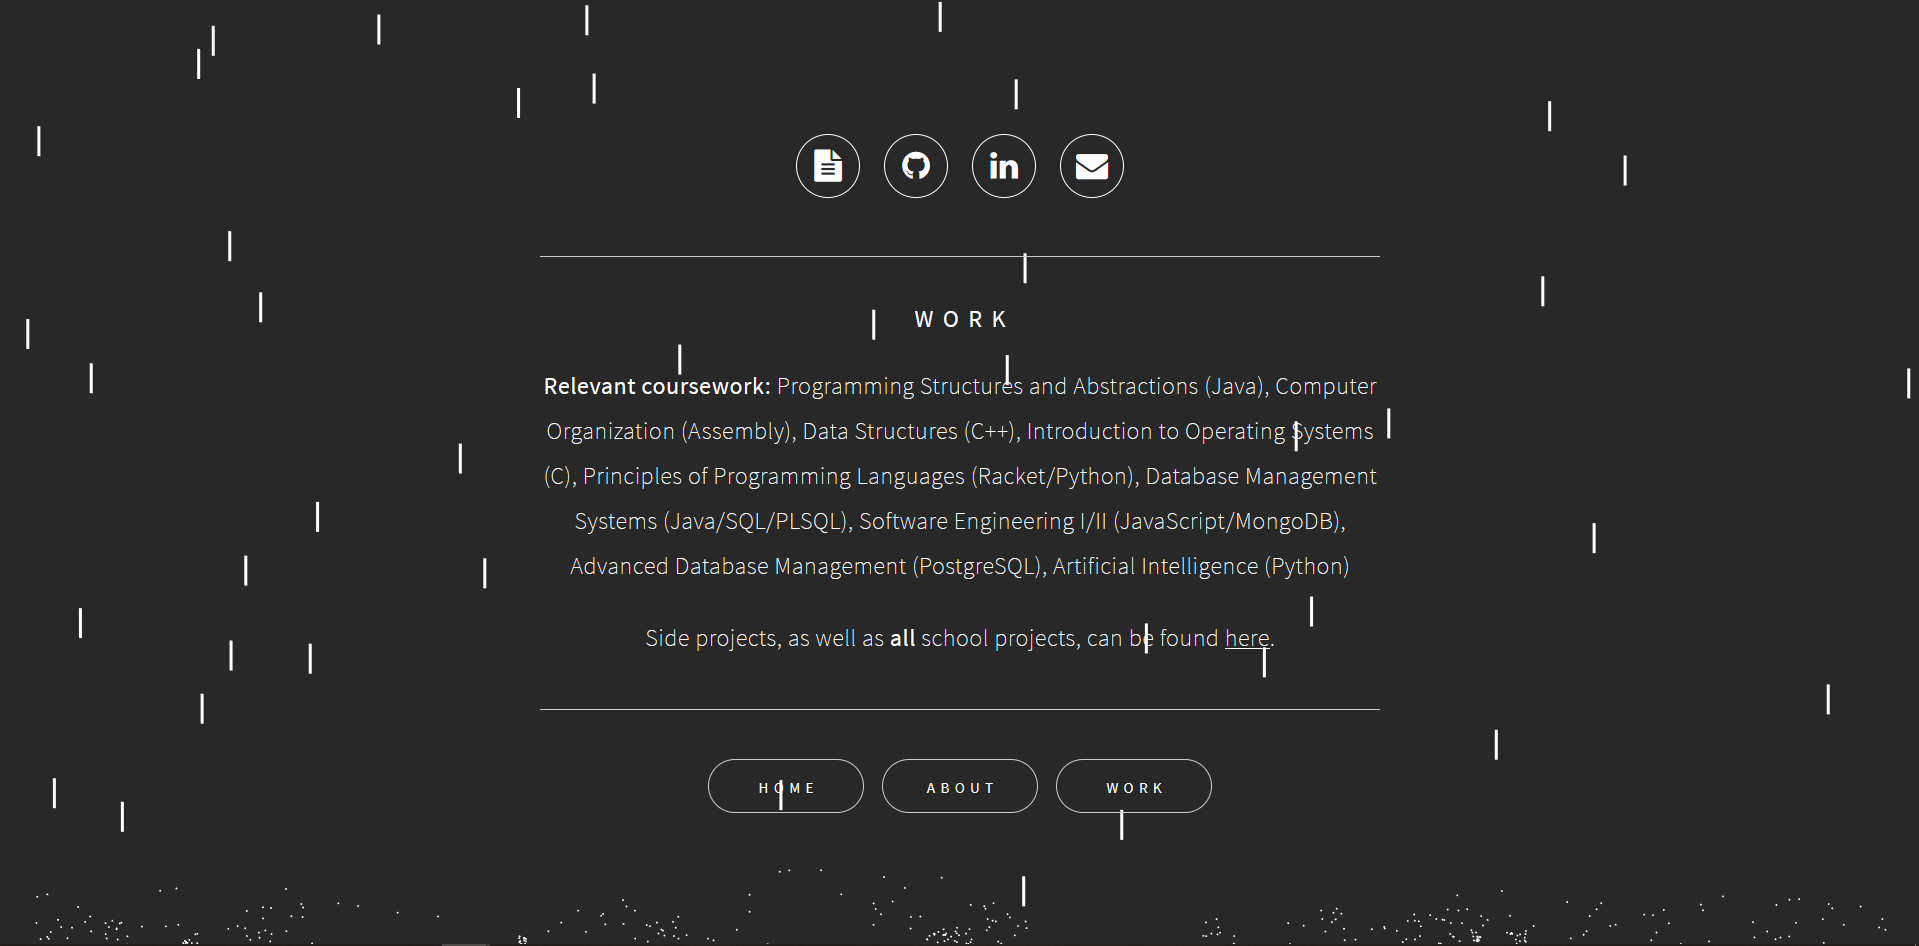 in
WORK
Relevant coursework: Programming Structures and Abstractions (Java), Computer
Organization (Assembly), Data Structures (C++), Introduction to Operating Systems
(C), Principles of Programming Languages (Racket/Python), Database Management
Systems (Java/SQL/PLSQL), Software Engineering I/II (JavaScript/MongoDB),
Advanced Database Management (PostgreSQL), Artificial Intelligence (Python)
Side projects, as well as all school projects, can be found here.
HOME ABOUT WORK